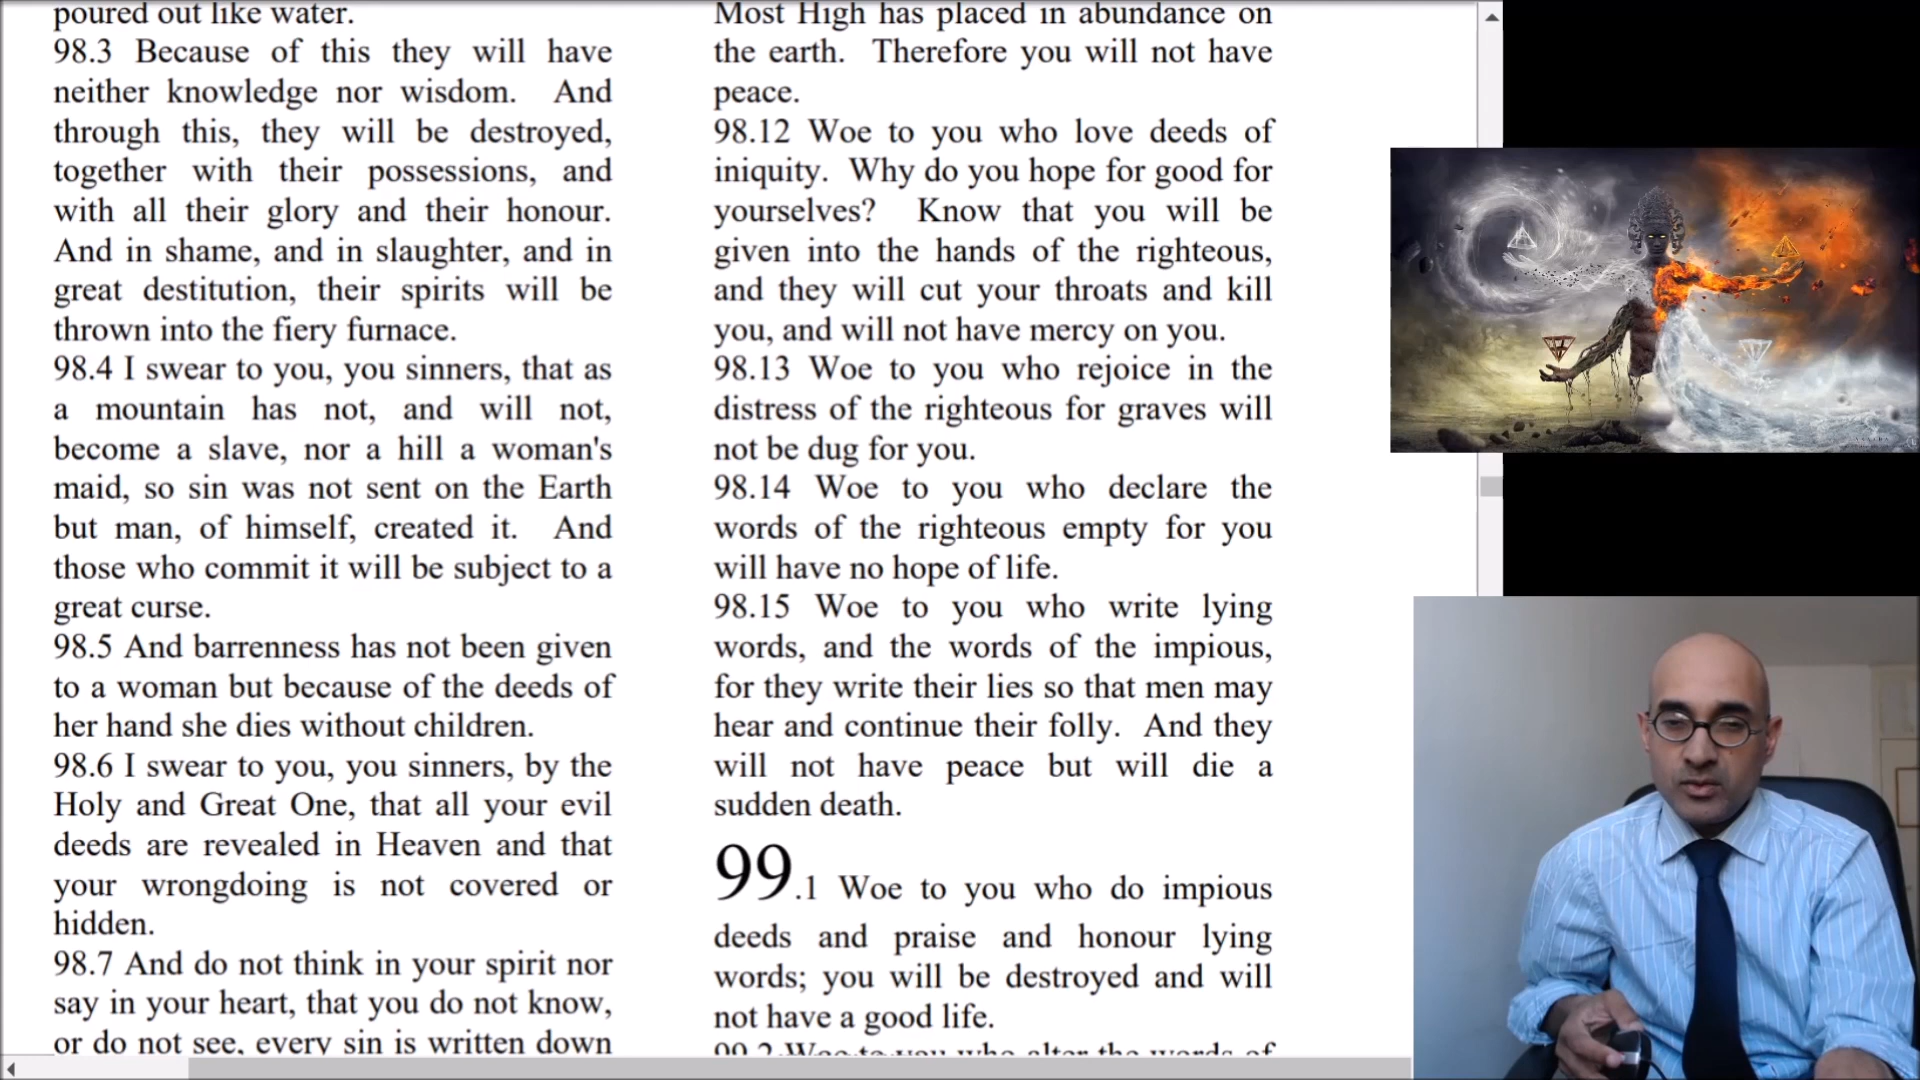 poured out like water.
98.3 Because of this they will have
neither knowledge nor wisdom. And
through this, they will be destroyed,
together with their possessions, and
with all their glory and their honour.
And in shame, and in slaughter, and in
great destitution, their spirits will be
thrown into the fiery furnace.
98.4 I swear to you, you sinners, that as
a mountain has not, and will not,
become a slave, nor a hill a woman's
maid, so sin was not sent on the Earth
but man, of himself, created it. And
those who commit it will be subject to a
great curse.
98.5 And barrenness has not been given
to a woman but because of the deeds of
her hand she dies without children.
98.6 I swear to you, you sinners, by the
Holy and Great One, that all your evil
deeds are revealed in Heaven and that
your wrongdoing is not covered or
hidden.
98.7 And do not think in your spirit nor
say in your heart, that you do not know,
or do not see, every sin is written down
Most High has placed in abundance on
the earth. Therefore you will not have
peace.
98.12 Woe to you who love deeds of
iniquity. Why do you hope for good for
yourselves? Know that you will be
given into the hands of the righteous,
and they will cut your throats and kill
you, and will not have mercy on you.
98.13 Woe to you who rejoice in the
distress of the righteous for graves will
not be dug for you.
98.14 Woe to you who declare the
words of the righteous empty for you
will have no hope of life.
98.15 Woe to you who write lying
words, and the words of the impious,
for they write their lies so that men may
hear and continue their folly. And they
will not have peace but will die a
sudden death.
99.1 Woe to you who do impious
deeds and praise and honour lying
words; you will be destroyed and will
not have a good life.
99.2 Woe to you who alter the words of